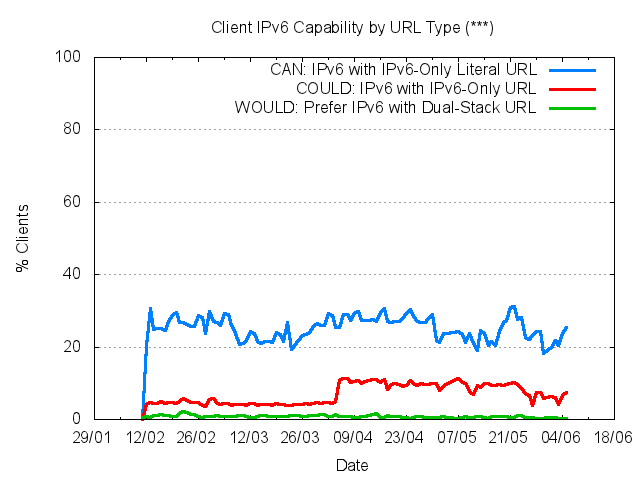 Client IPv6 Capability by URL Type (***)
100
CAN: IPv6 with IPv6-Only Literal URL
COULD: IPv6 with IPv6-Only URL
WOULD: Prefer IPv6 with Dual-Stack URL
80
60
% Clients
40
20
0
29/01 12/02 26/02 12/03 26/03 09/04 23/04 07/05 21/05 04/06 18/06
Date